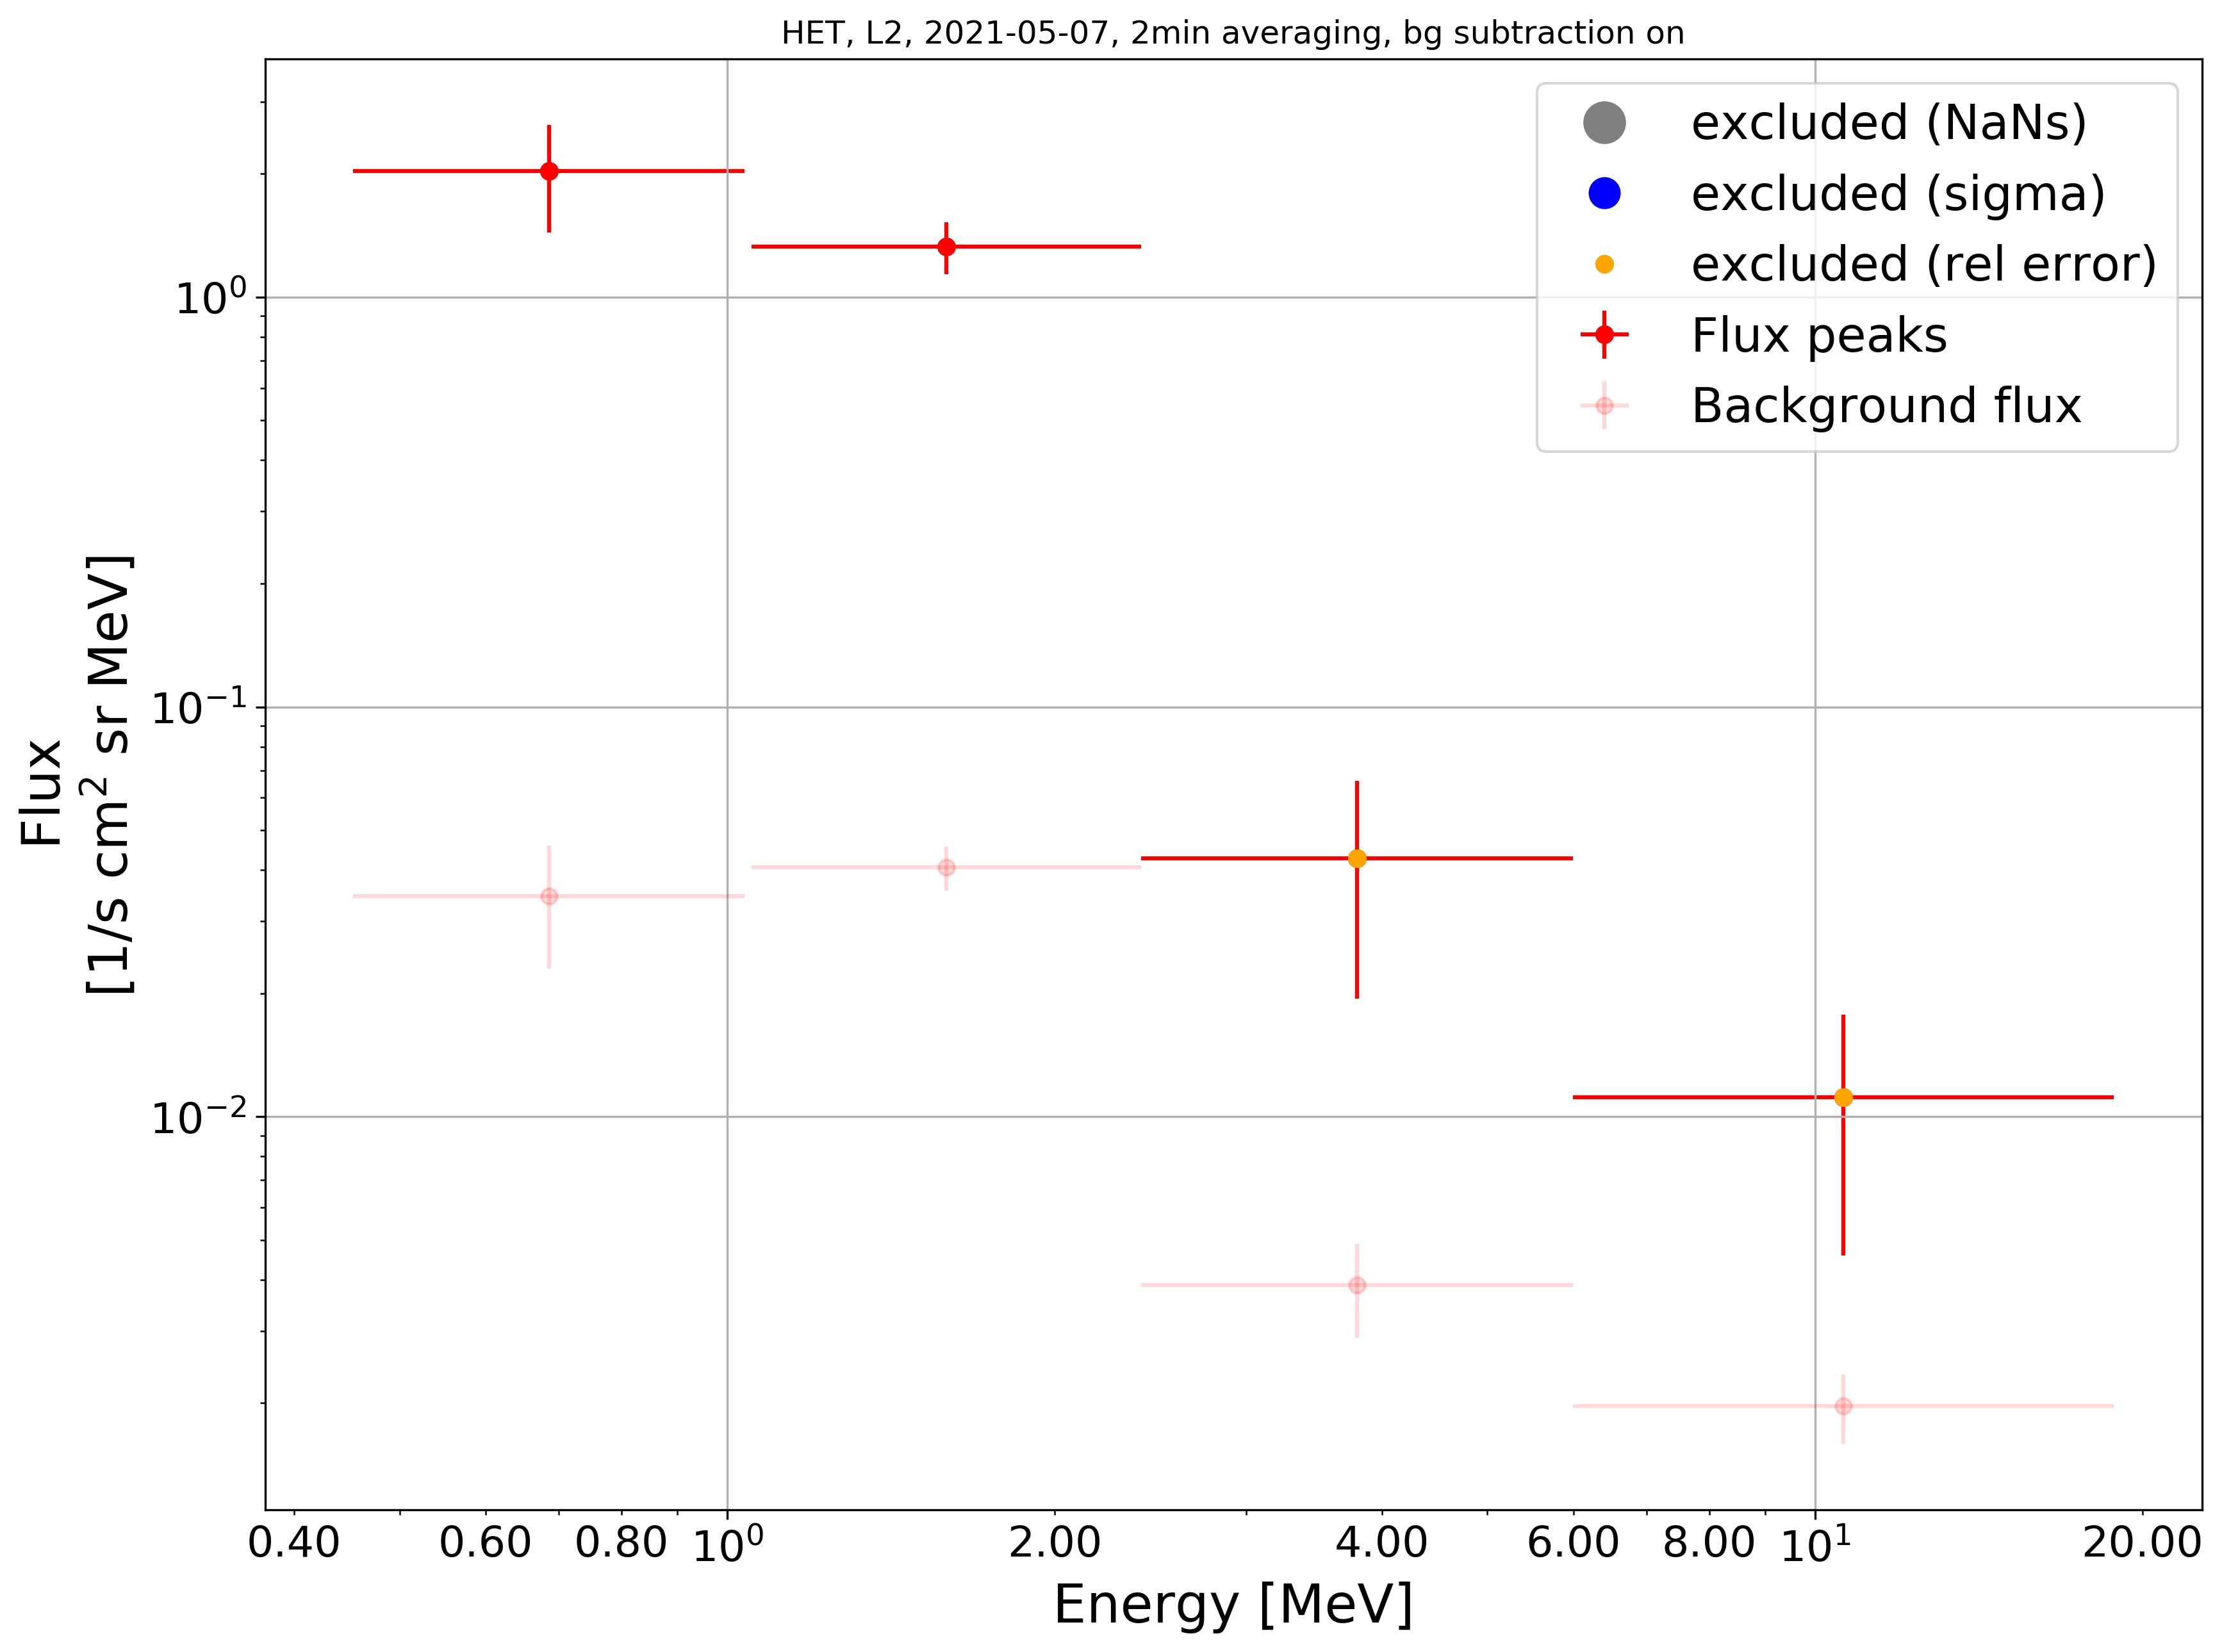 HET, L2, 2021-05-07, 2min averaging, bg subtraction on
excluded (NaNs)
excluded (sigma)
excluded (rel error)
Flux peaks
Background flux
10⁰
10⁻¹
10⁻²
Flux
[1/s cm² sr MeV]
0.40 0.60 0.80 10⁰ 2.00 4.00 6.00 8.00 10¹ 20.00
Energy [MeV]